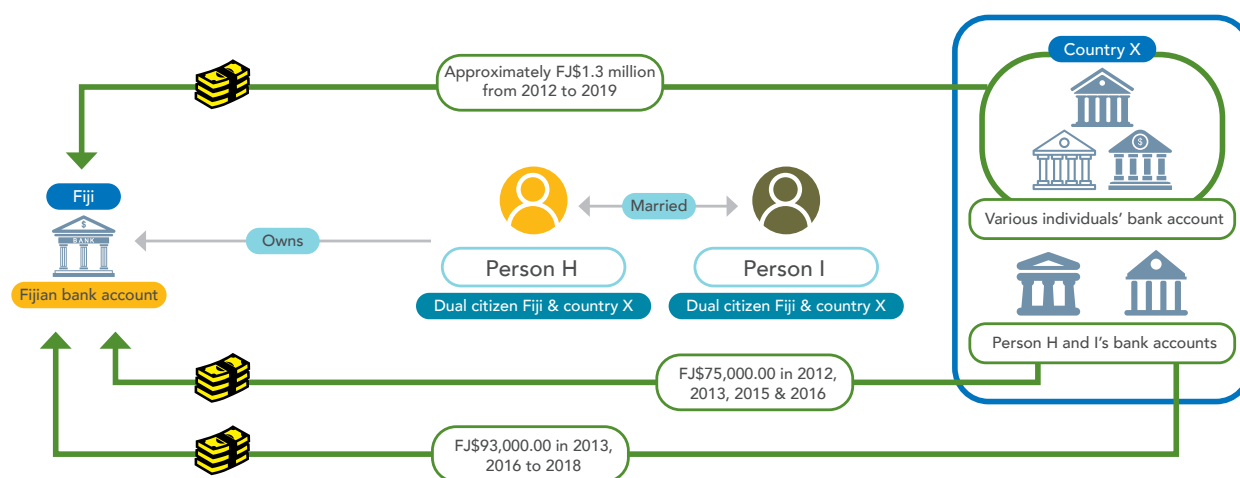 Country X
Approximately FJ$1.3 million
from 2012 to 2019
Fiji
$
$
BANK
Owns
Married
Various individuals' bank account
Person H
Person I
Fijian bank account
Dual citizen Fiji & country X
Dual citizen Fiji & country X
Person H and I's bank accounts
FJ$75,000.00 in 2012,
2013, 2015 & 2016
FJ$93,000.00 in 2013,
2016 to 2018